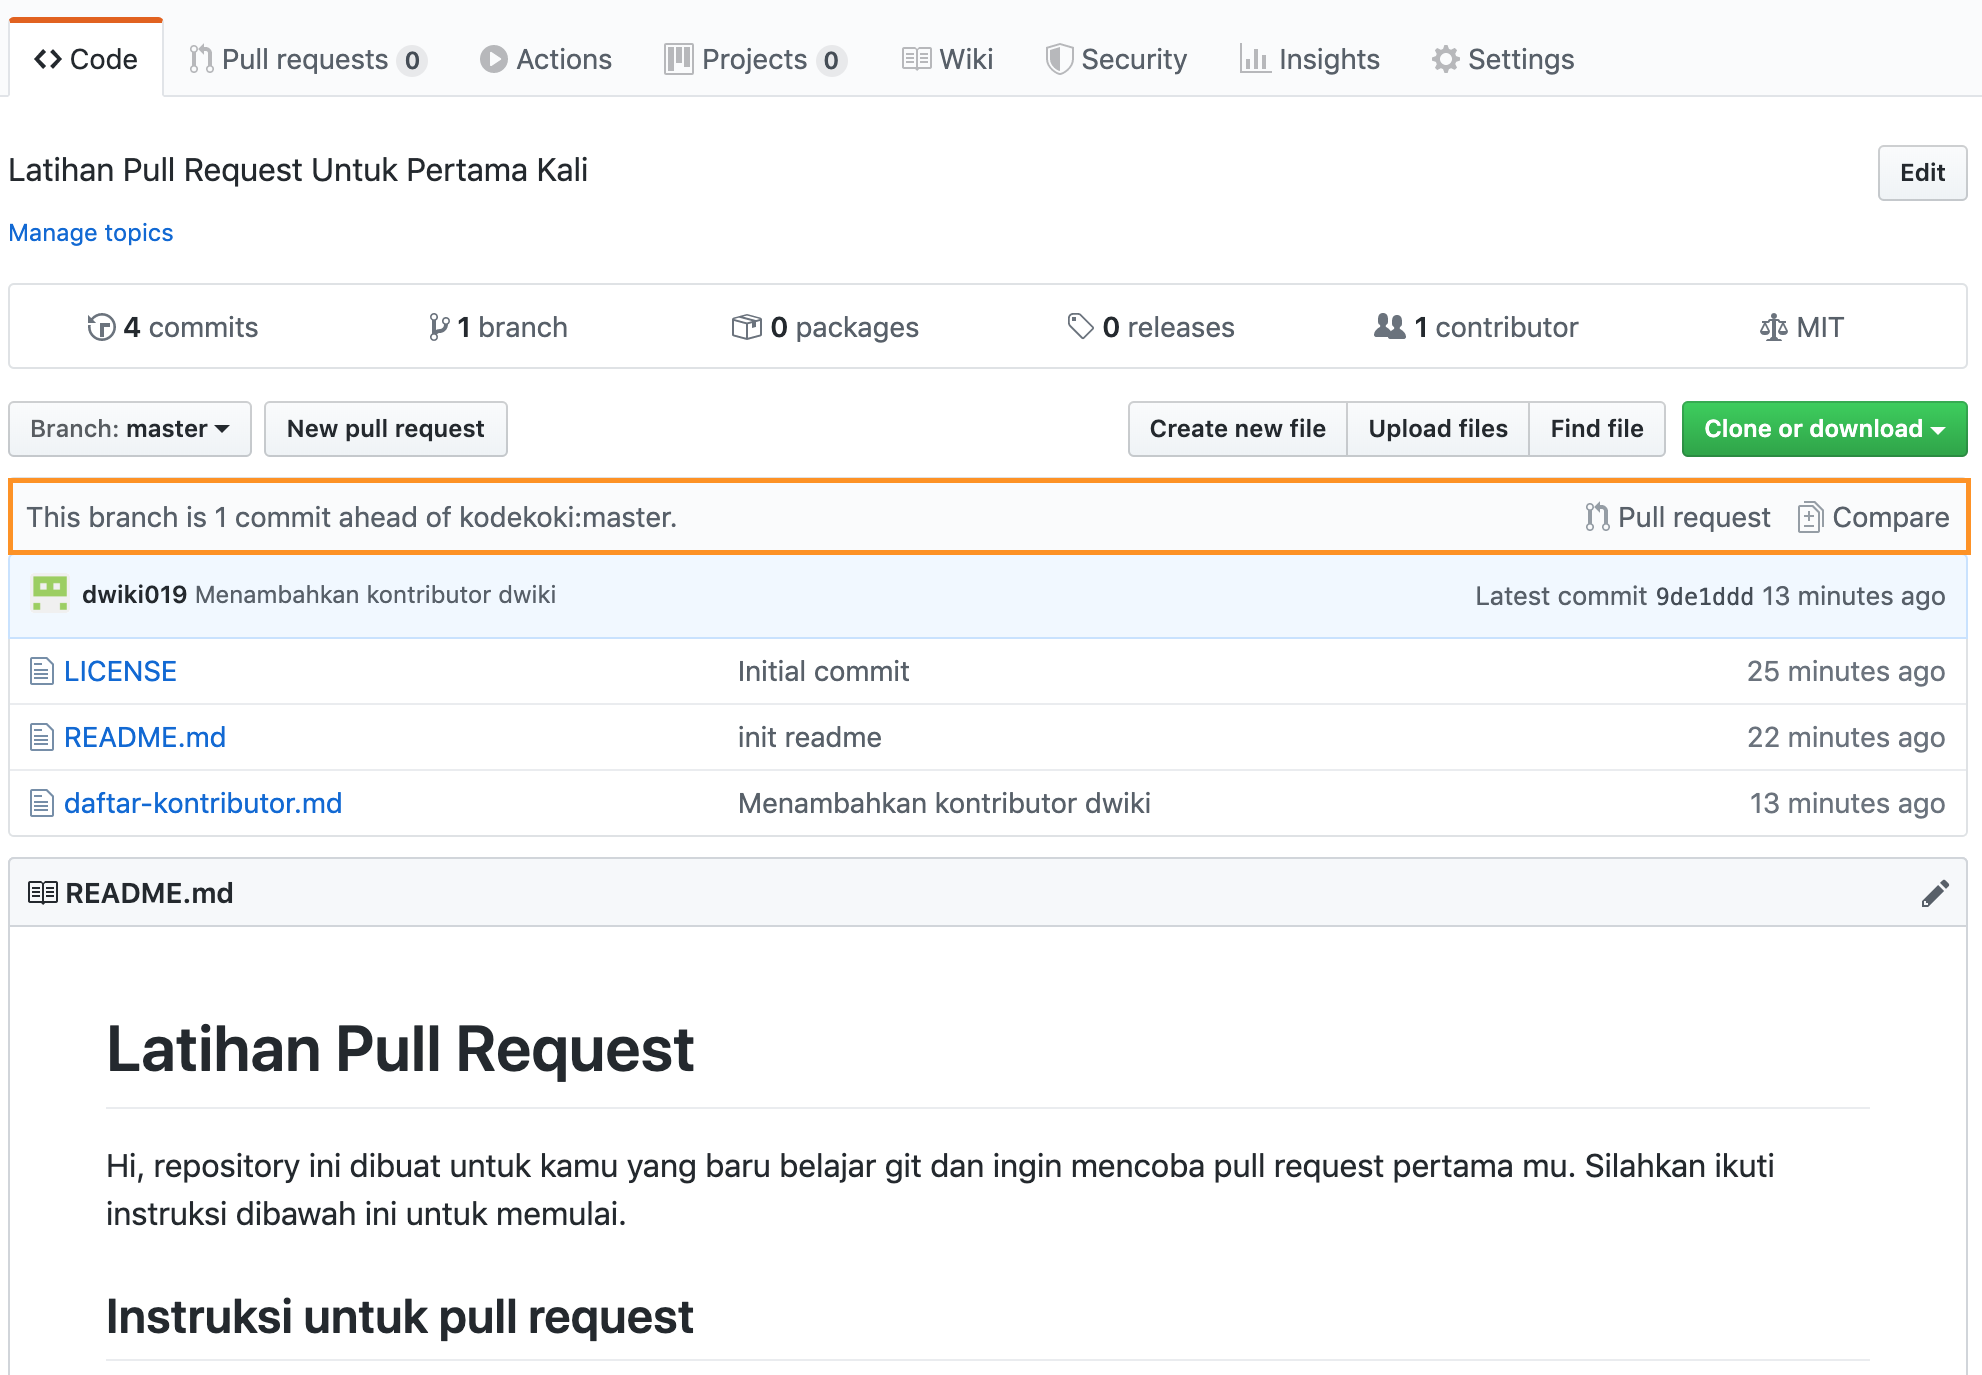 Code Pull requests 0 Actions Projects 0 Wiki Security Insights Settings
Latihan Pull Request Untuk Pertama Kali Edit
Manage topics
4 commits 1 branch 0 packages 0 releases 1 contributor MIT
Branch: master New pull request Create new file Upload files Find file Clone or download
This branch is 1 commit ahead of kodekoki:master. Pull request Compare
dwiki019 Menambahkan kontributor dwiki Latest commit 9de1ddd 13 minutes ago
LICENSE Initial commit 25 minutes ago
README.md init readme 22 minutes ago
daftar-kontributor.md Menambahkan kontributor dwiki 13 minutes ago
README.md
Latihan Pull Request
Hi, repository ini dibuat untuk kamu yang baru belajar git dan ingin mencoba pull request pertama mu. Silahkan ikuti
instruksi dibawah ini untuk memulai.
Instruksi untuk pull request